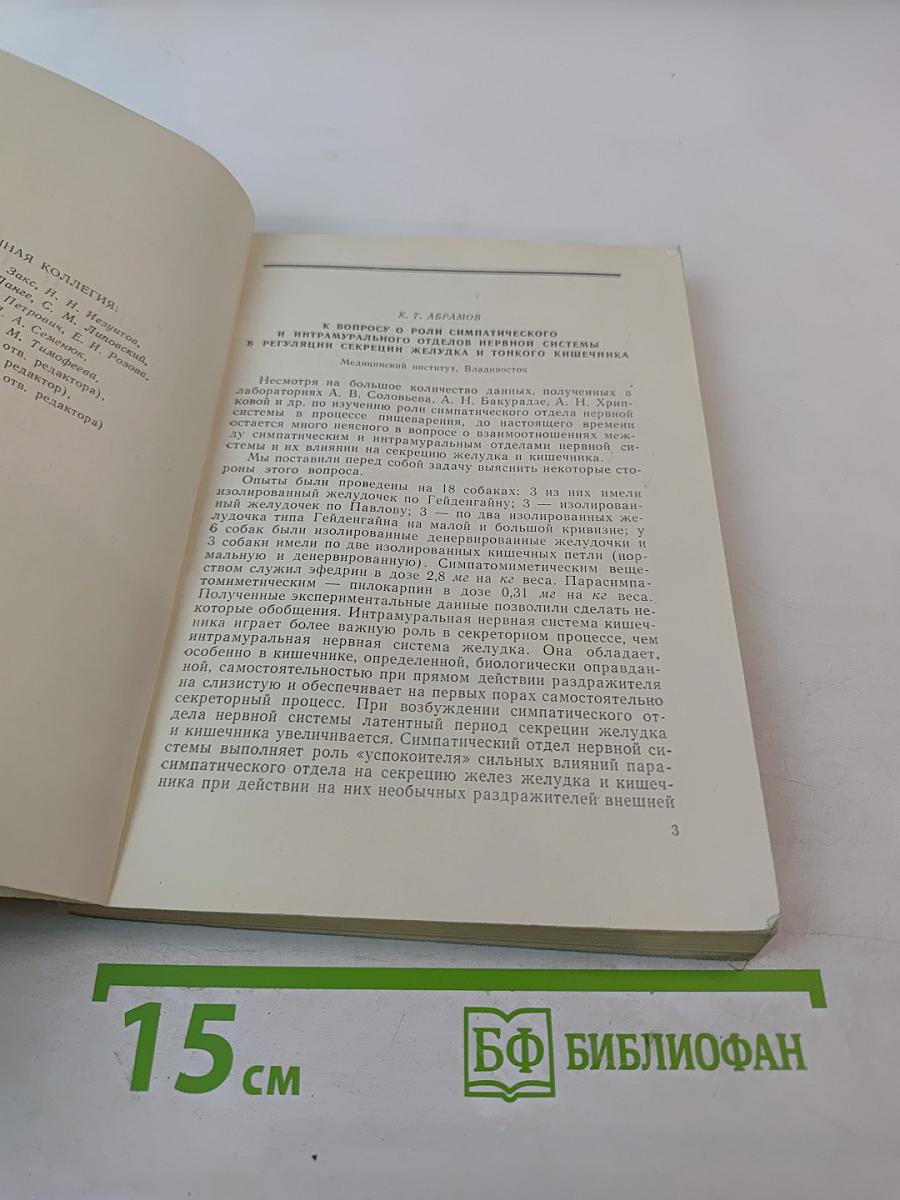 ННАЯ КОЛЛЕГИЯ:
Закс, Н. Н. Иезуитов,
Ланге, С. М. Липовский,
Петрович, Е. И. Розова,
А. Семенюк,
М. Тимофеева,
отв. редактора),
редактор),
отв. редактора)
К. Т. АБРАМОВ
К ВОПРОСУ О РОЛИ СИМПАТИЧЕСКОГО
И ИНТРАМУРАЛЬНОГО ОТДЕЛОВ НЕРВНОЙ СИСТЕМЫ
В РЕГУЛЯЦИИ СЕКРЕЦИИ ЖЕЛУДКА И ТОНКОГО КИШЕЧНИКА
Медицинский институт, Владивосток
Несмотря на большое количество данных, полученных в
лабораториях А. В. Соловьева, А. Н. Бакурадзе, А. Н. Хрип-
ковой и др. по изучению роли симпатического отдела нервной
системы в процессе пищеварения, до настоящего времени
остается много неясного в вопросе о взаимоотношениях меж-
ду симпатическим и интрамуральным отделами нервной си-
стемы и их влиянии на секрецию желудка и кишечника.
Мы поставили перед собой задачу выяснить некоторые сто-
роны этого вопроса.
Опыты были проведены на 18 собаках: 3 из них имели
изолированный желудочек по Гейденгайну; 3 — изолирован-
ный желудочек по Павлову; 3 — по два изолированных же-
лудочка типа Гейденгайна на малой и большой кривизне; у
6 собак были изолированные денервированные желудочки и
3 собаки имели по две изолированных кишечных петли (нор-
мальную и денервированную). Симпатомиметическим веще-
ством служил эфедрин в дозе 2,8 мг на кг веса. Парасимпа-
томиметическим — пилокарпин в дозе 0,31 мг на кг веса.
Полученные экспериментальные данные позволили сделать не-
которые обобщения. Интрамуральная нервная система кишеч-
ника играет более важную роль в секреторном процессе, чем
интрамуральная нервная система желудка. Она обладает,
особенно в кишечнике, определенной, биологически оправдан-
ной, самостоятельностью при прямом действии раздражителя
на слизистую и обеспечивает на первых порах самостоятельно
секреторный процесс. При возбуждении симпатического от-
дела нервной системы латентный период секреции желудка
и кишечника увеличивается. Симпатический отдел нервной си-
стемы выполняет роль «успокоителя» сильных влияний пара-
симпатического отдела на секрецию желез желудка и кишеч-
ника при действии на них необычных раздражителей внешней
3
15 см
БФ БИБЛИОФАН